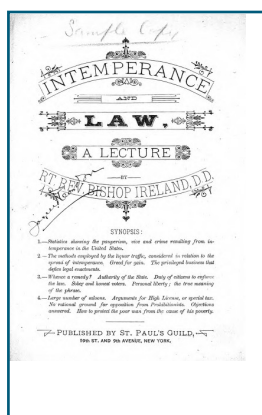 Sample Copy
INTEMPERANCE
AND
LAW,
A LECTURE
BY
RT. REV. BISHOP IRELAND, D.D.
SYNOPSIS:
1.—Statistics showing the pauperism, vice and crime resulting from in-
temperance in the United States.
2.—The methods employed by the liquor traffic, considered in relation to the
spread of intemperance. Greed for gain. The privileged business that
defies legal enactments.
3.—Whence a remedy? Authority of the State. Duty of citizens to enforce
the law. Sober and honest voters. Personal liberty; the true meaning
of the phrase.
4.—Large number of saloons. Arguments for High License, or special tax.
No rational ground for opposition from Prohibitionists. Objections
answered. How to protect the poor man from the cause of his poverty.
PUBLISHED BY ST. PAUL'S GUILD,
59TH ST. AND 9TH AVENUE, NEW YORK,